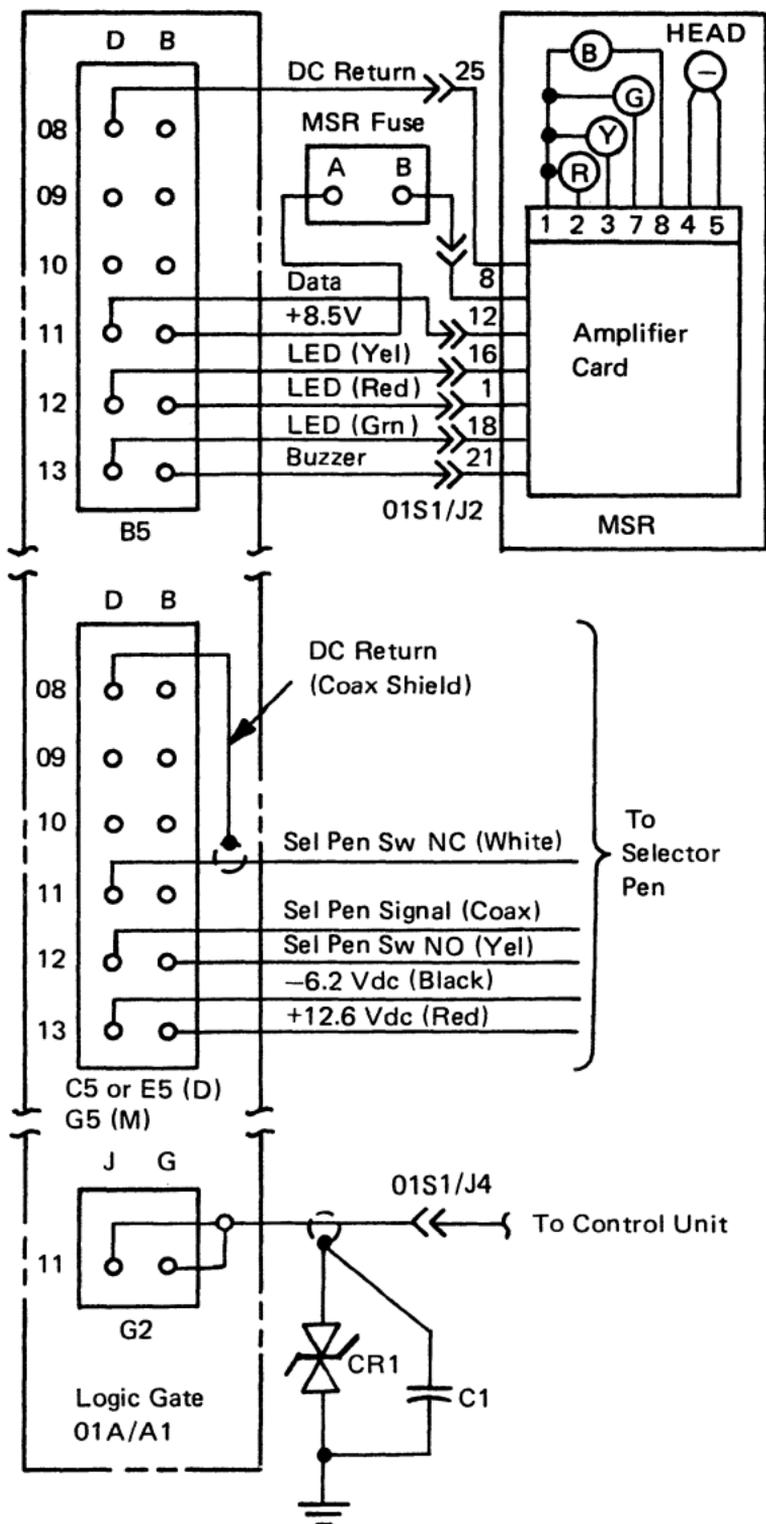 D B
HEAD
DC Return 25
B
08
MSR Fuse
G
A B
Y
R
09
1 2 3 7 8 4 5
10
8
Data
+8.5V 12
11
Amplifier
Card
LED (Yel) 16
LED (Red) 1
12
LED (Grn) 18
Buzzer 21
13
01S1/J2
MSR
B5
D B
DC Return
(Coax Shield)
08
09
10
Sel Pen Sw NC (White)
To
Selector
Pen
11
Sel Pen Signal (Coax)
Sel Pen Sw NO (Yel)
12
−6.2 Vdc (Black)
+12.6 Vdc (Red)
13
C5 or E5 (D)
G5 (M)
J G
01S1/J4
To Control Unit
11
G2
CR1
C1
Logic Gate
01A/A1